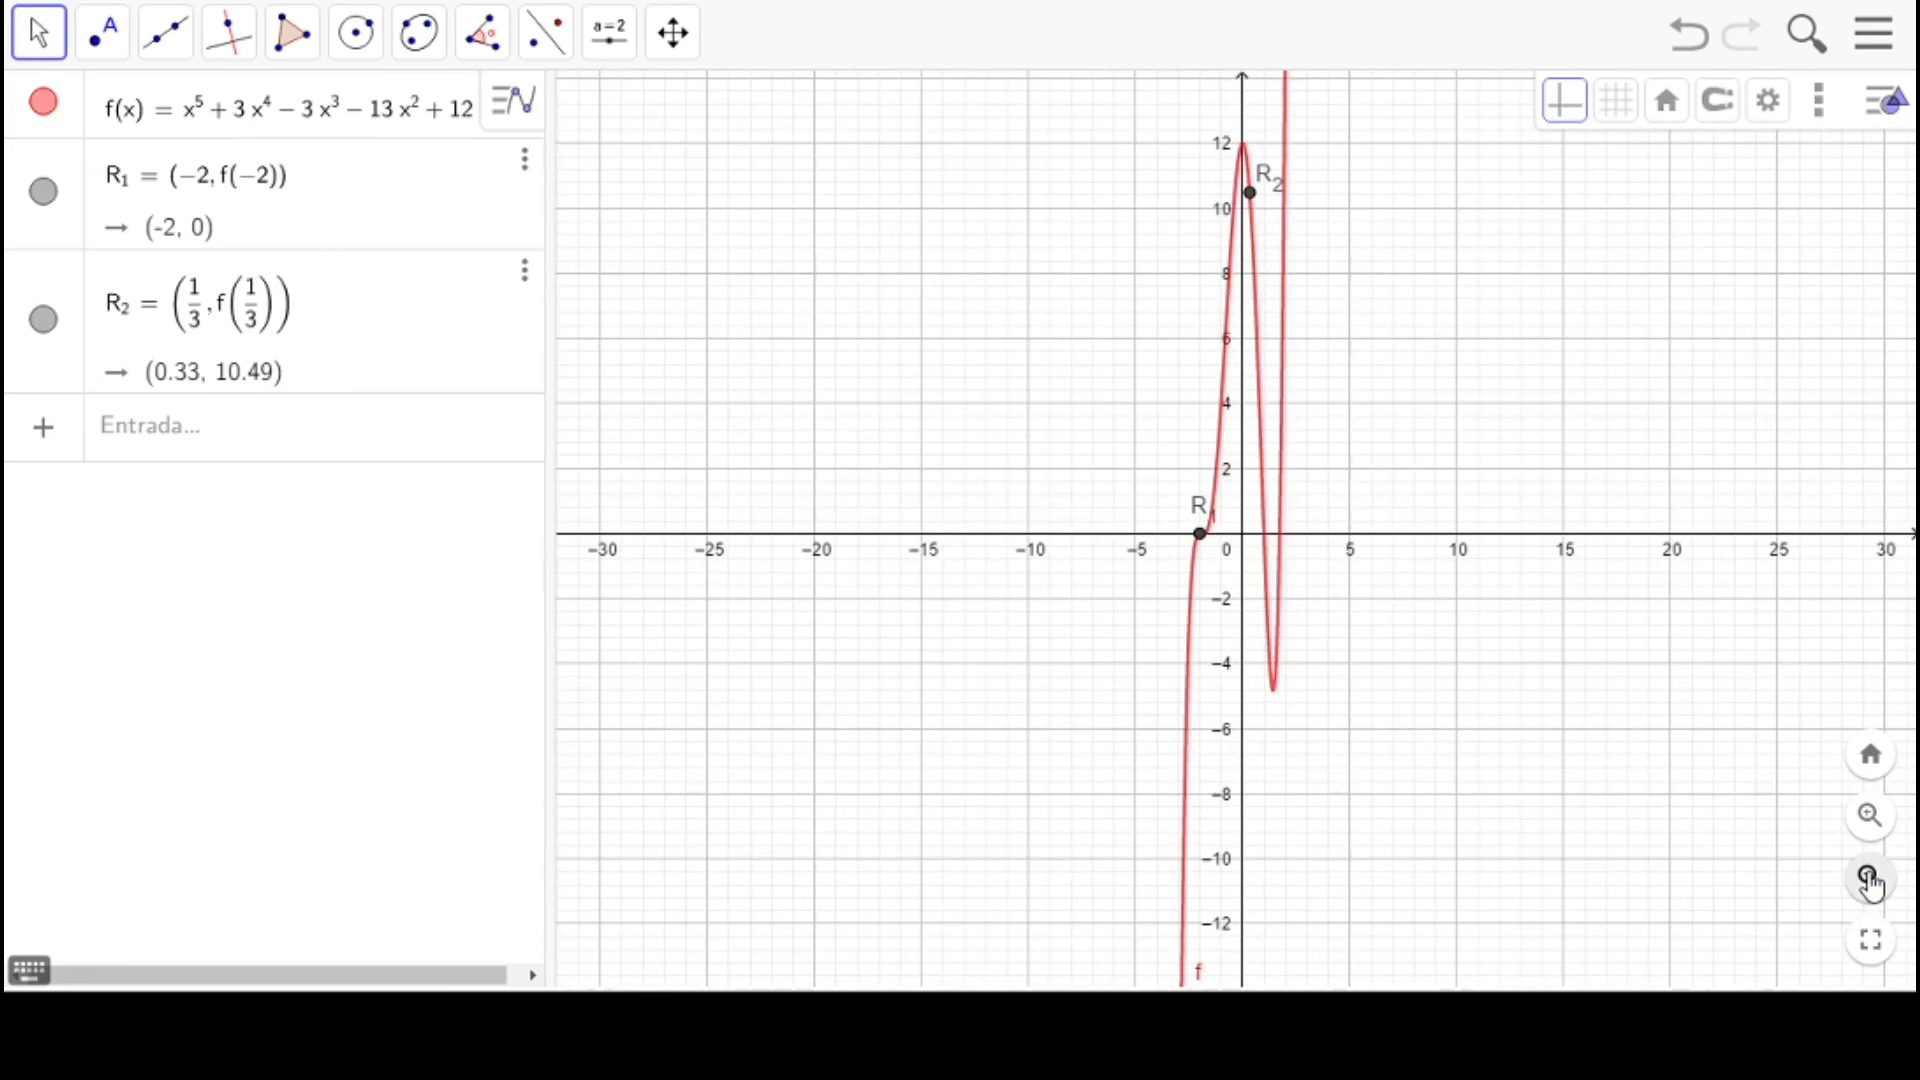 A
a=2
f(x) = x⁵ + 3 x⁴ − 3 x³ − 13 x² + 12
R₁ = (−2, f(−2))
→ (-2, 0)
R₂ = (1/3, f(1/3))
→ (0.33, 10.49)
+ Entrada...
12
R₂
10
8
6
4
2
R₁
−30 −25 −20 −15 −10 −5 0 5 10 15 20 25 30
−2
−4
−6
−8
−10
−12
f